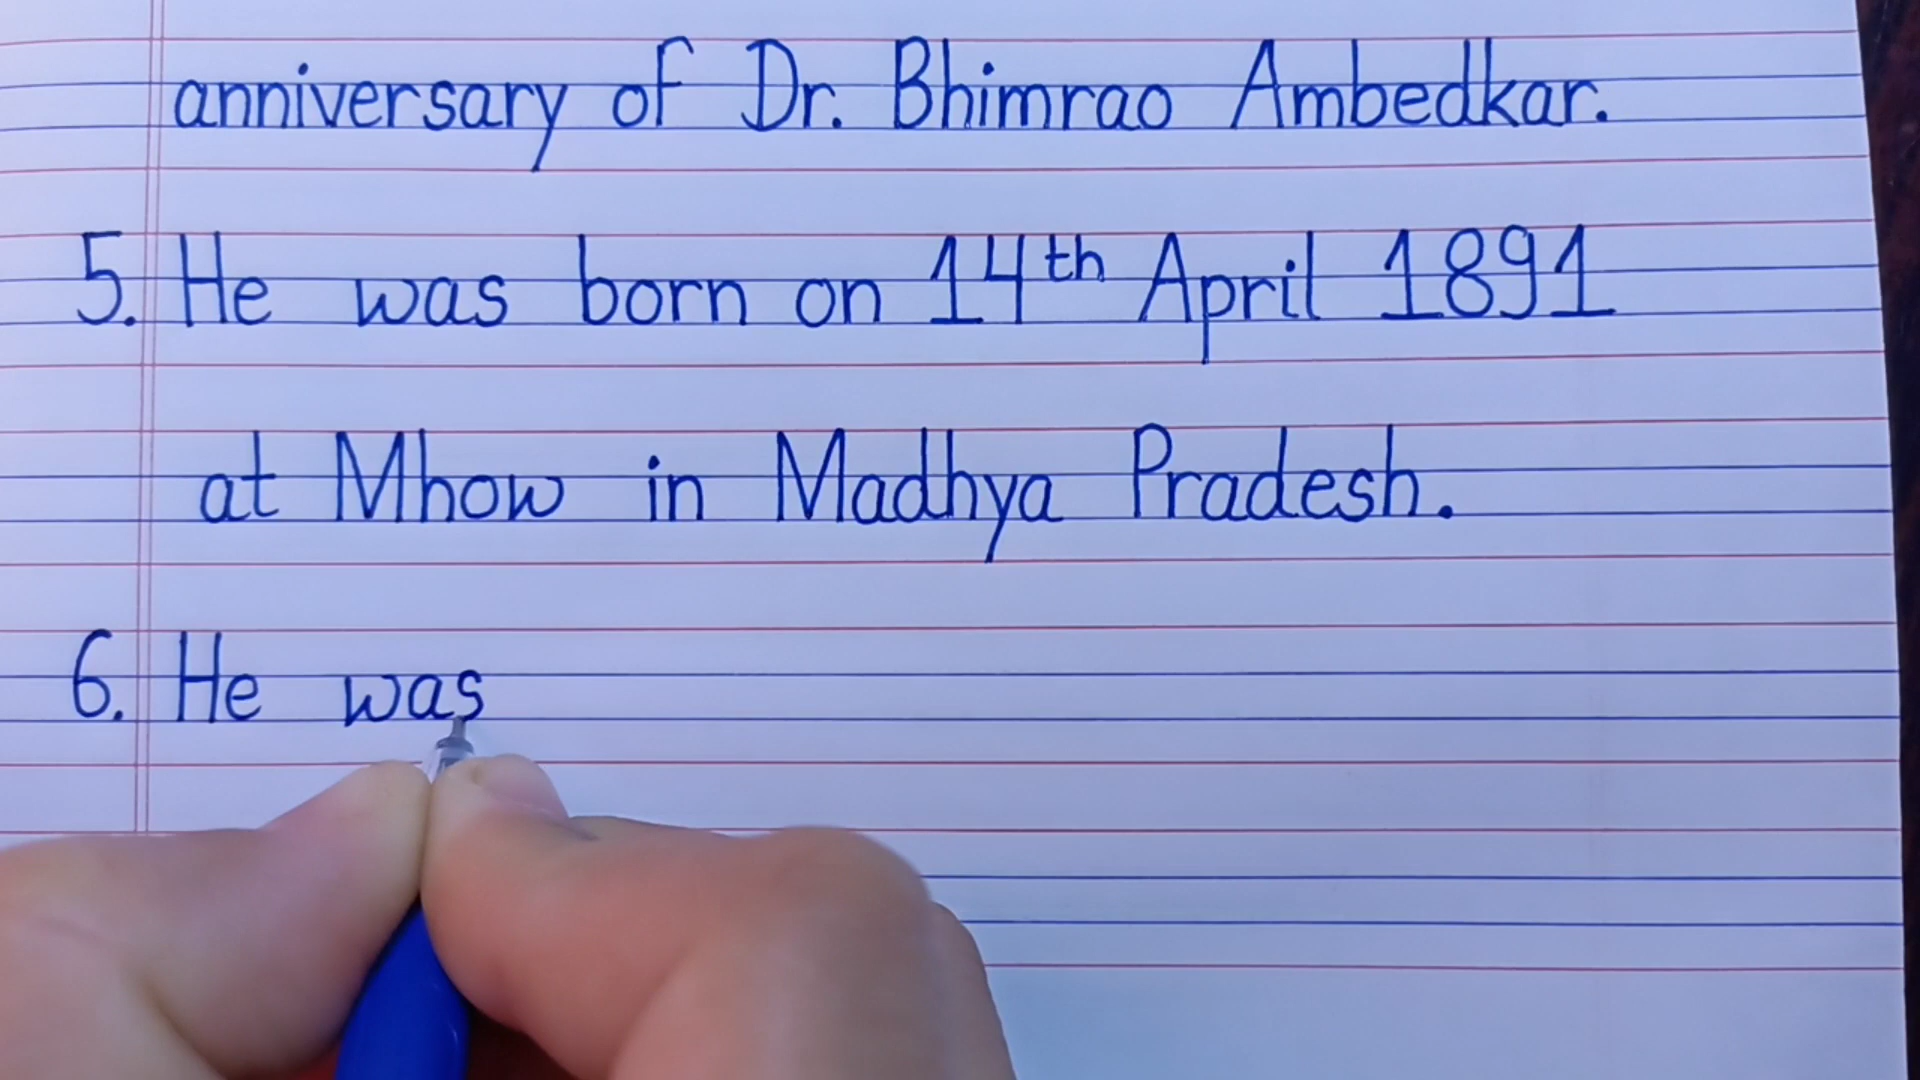 anniversary of Dr. Bhimrao Ambedkar.
5. He was born on 14th April 1891
at Mhow in Madhya Pradesh.
6. He was